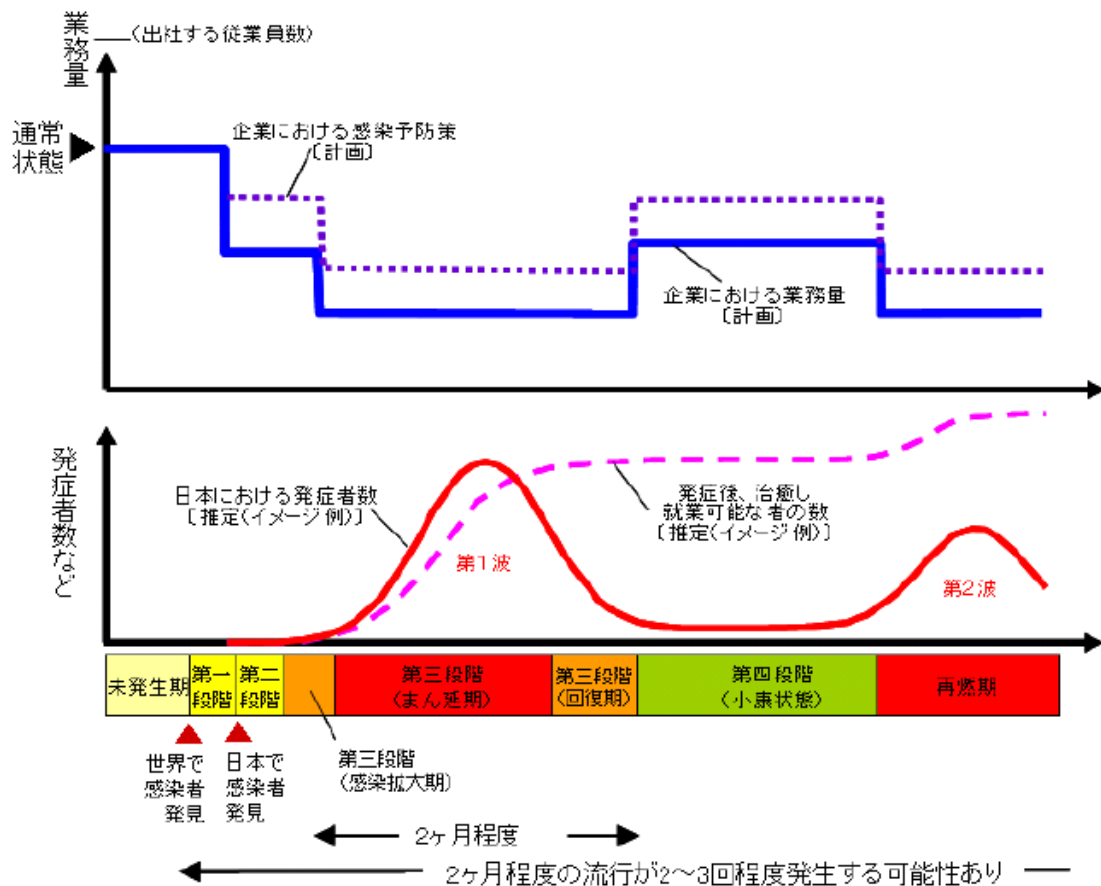 業務量
(出社する従業員数)
通常
状態
企業における感染予防策
〔計画〕
企業における業務量
〔計画〕
発症者数など
日本における発症者数
〔推定(イメージ例)〕
発症後、治癒し
就業可能な者の数
〔推定(イメージ例)〕
第1波
第2波
未発生期
第一
段階
第二
段階
第三段階
(まん延期)
第三段階
(回復期)
第四段階
(小康状態)
再燃期
世界で
感染者
発見
日本で
感染者
発見
第三段階
(感染拡大期)
2ヶ月程度
2ヶ月程度の流行が2~3回程度発生する可能性あり